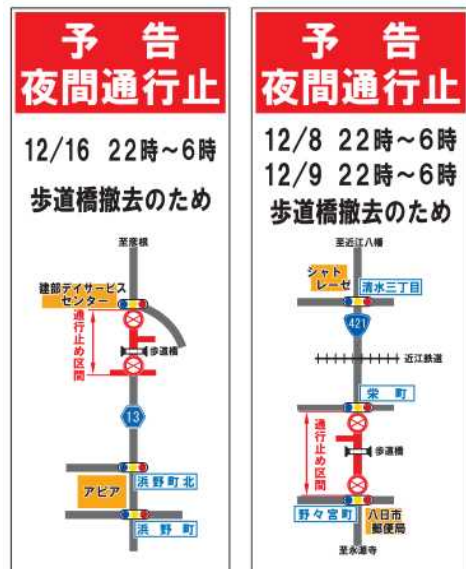 予告
夜間通行止
12/16 22時～6時
歩道橋撤去のため
至彦根
建部デイサービス
センター
通行止め区間
歩道橋
13
浜野町北
アピア
浜野町
予告
夜間通行止
12/8 22時～6時
12/9 22時～6時
歩道橋撤去のため
至近江八幡
シャト
レーゼ
清水三丁目
421
近江鉄道
栄町
通行止め区間
歩道橋
野々宮町
八日市
郵便局
至永源寺